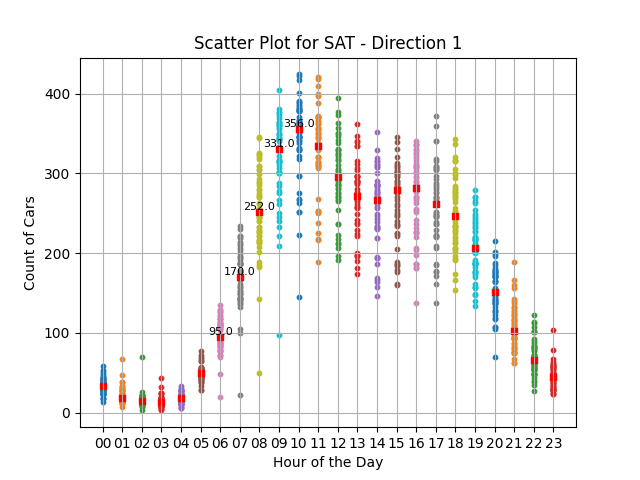 Scatter Plot for SAT - Direction 1
Count of Cars
400
300
200
100
0
356.0
331.0
252.0
170.0
95.0
00 01 02 03 04 05 06 07 08 09 10 11 12 13 14 15 16 17 18 19 20 21 22 23
Hour of the Day